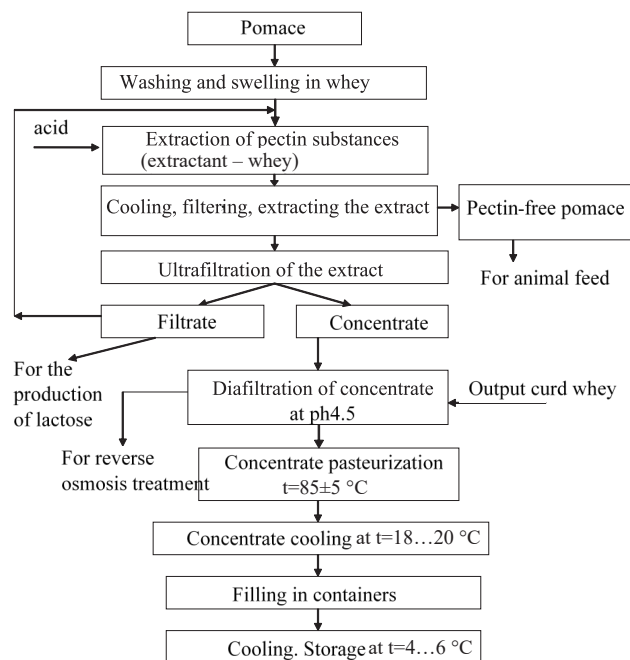 Pomace
Washing and swelling in whey
acid
Extraction of pectin substances
(extractant – whey)
Cooling, filtering, extracting the extract
Pectin-free pomace
Ultrafiltration of the extract
For animal feed
Filtrate
Concentrate
For the
production
of lactose
Diafiltration of concentrate
at ph4.5
Output curd whey
For reverse
osmosis treatment
Concentrate pasteurization
t=85±5 °C
Concentrate cooling at t=18…20 °C
Filling in containers
Cooling. Storage at t=4…6 °C